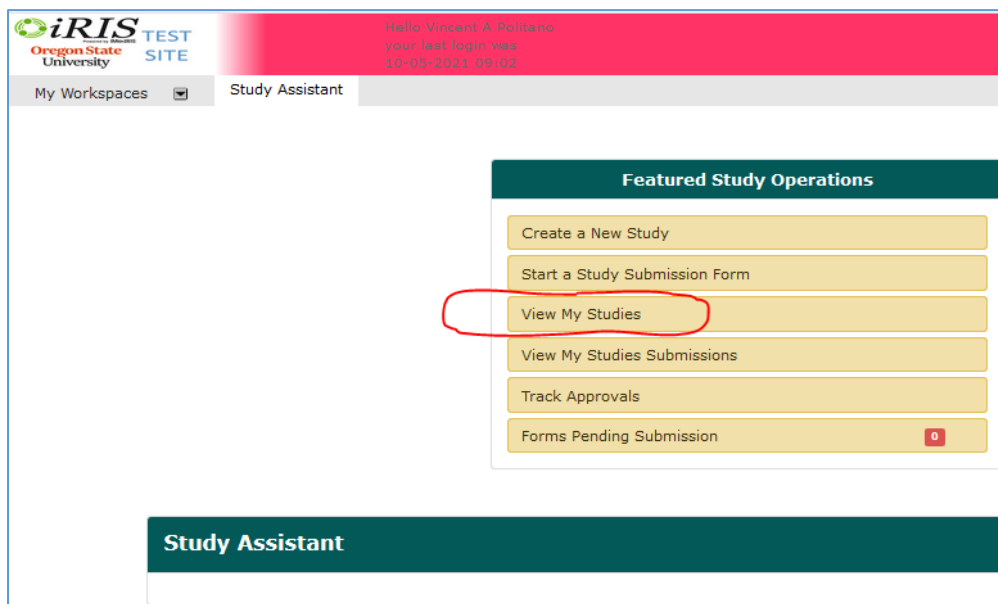 iRIS TEST
Oregon State SITE
University
Hello Vincent A Politano
your last login was
10-05-2021 09:02
My Workspaces Study Assistant
Featured Study Operations
Create a New Study
Start a Study Submission Form
View My Studies
View My Studies Submissions
Track Approvals
Forms Pending Submission 0
Study Assistant